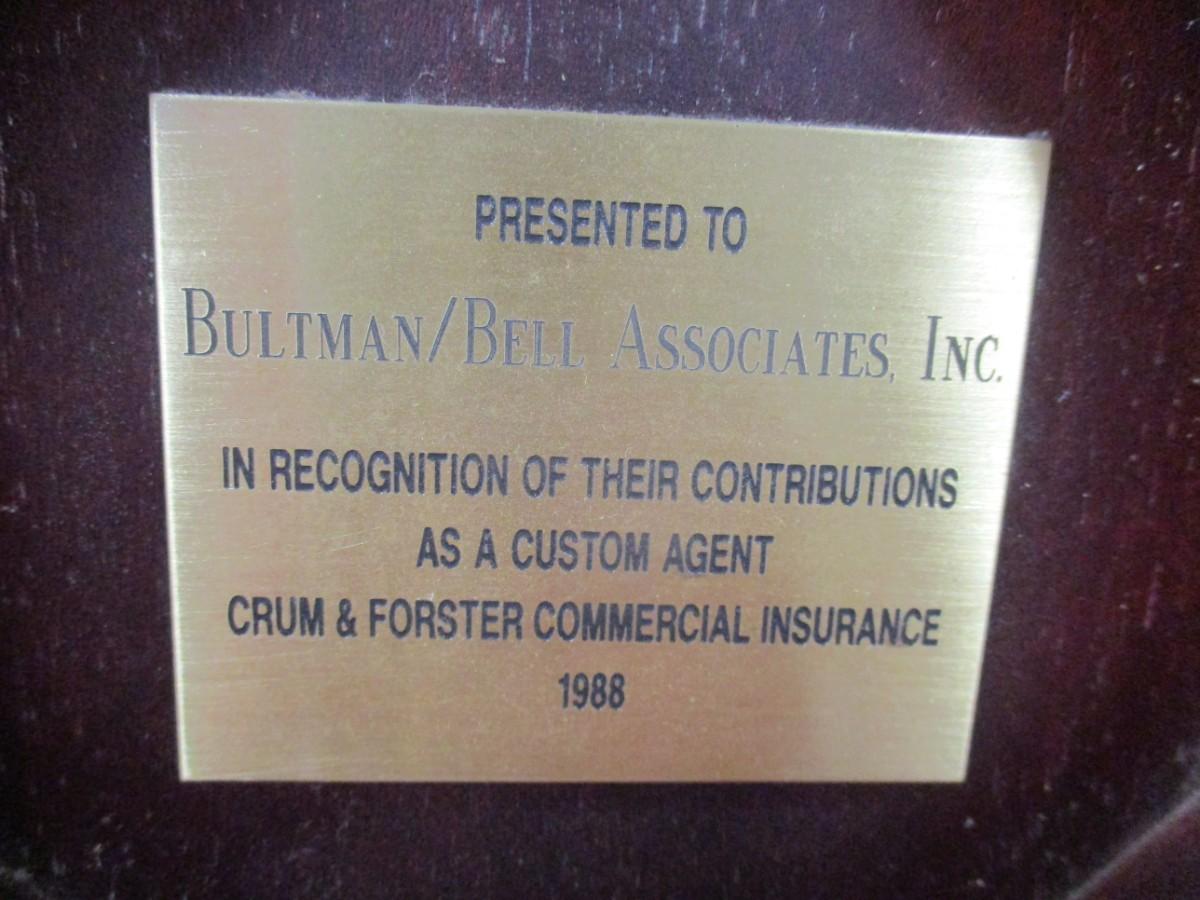 PRESENTED TO
BULTMAN/BELL ASSOCIATES, INC.
IN RECOGNITION OF THEIR CONTRIBUTIONS
AS A CUSTOM AGENT
CRUM & FORSTER COMMERCIAL INSURANCE
1988